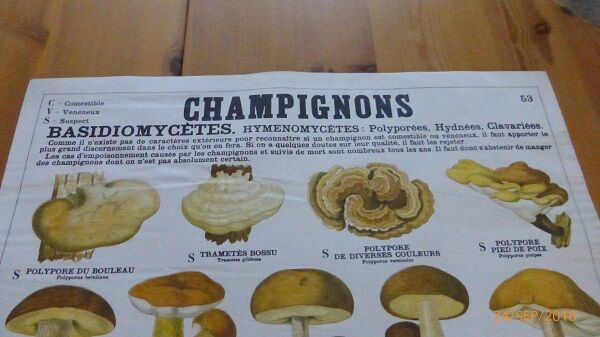 C - Comestible
V - Vénéneux
S - Suspect
CHAMPIGNONS
53
BASIDIOMYCÈTES. HYMENOMYCÈTES: Polyporées, Hydnées, Clavariées.
Comme il n'existe pas de caractères extérieurs pour reconnaître si un champignon est comestible ou vénéneux, il faut apporter le
plus grand discernement dans le choix qu'on en fera. Si on a quelques doutes sur leur qualité, il faut les rejeter.
Les cas d'empoisonnement causés par les champignons et suivis de mort sont nombreux tous les ans. Il faut donc s'abstenir de manger
des champignons dont on n'est pas absolument certain.
S POLYPORE DU BOULEAU
Polyporus betulinus
S TRAMETÈS BOSSU
Trametes gibbosa
S POLYPORE
DE DIVERSES COULEURS
Polyporus versicolor
S POLYPORE
PIED DE POIX
Polyporus picipes
29/SEP/2010